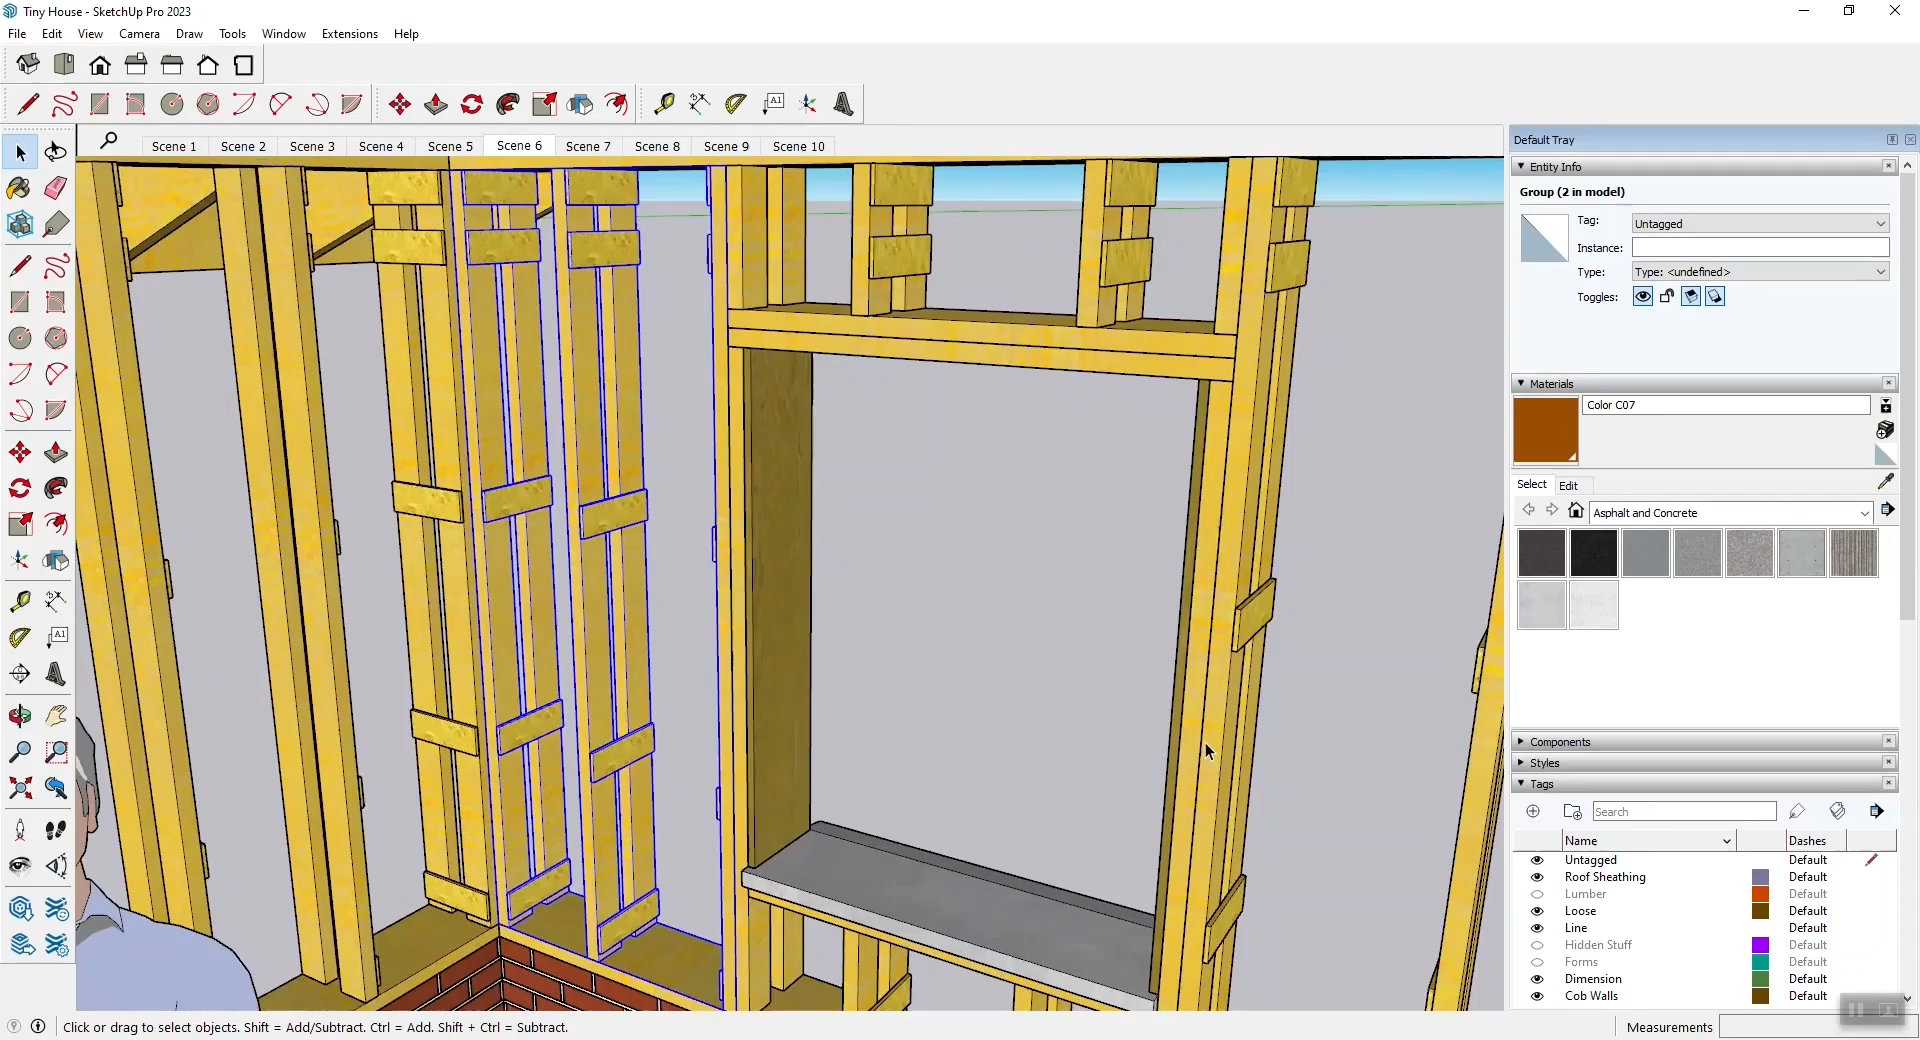 Tiny House - SketchUp Pro 2023
File Edit View Camera Draw Tools Window Extensions Help
Scene 1 Scene 2 Scene 3 Scene 4 Scene 5 Scene 6 Scene 7 Scene 8 Scene 9 Scene 10
Default Tray
Entity Info
Group (2 in model)
Tag: Untagged
Instance:
Type: Type: <undefined>
Toggles:
Materials
Color C07
Select Edit
Asphalt and Concrete
Components
Styles
Tags
Search
Name Dashes
Untagged Default
Roof Sheathing Default
Lumber Default
Loose Default
Line Default
Hidden Stuff Default
Forms Default
Dimension Default
Cob Walls Default
Click or drag to select objects. Shift = Add/Subtract. Ctrl = Add. Shift + Ctrl = Subtract.
Measurements